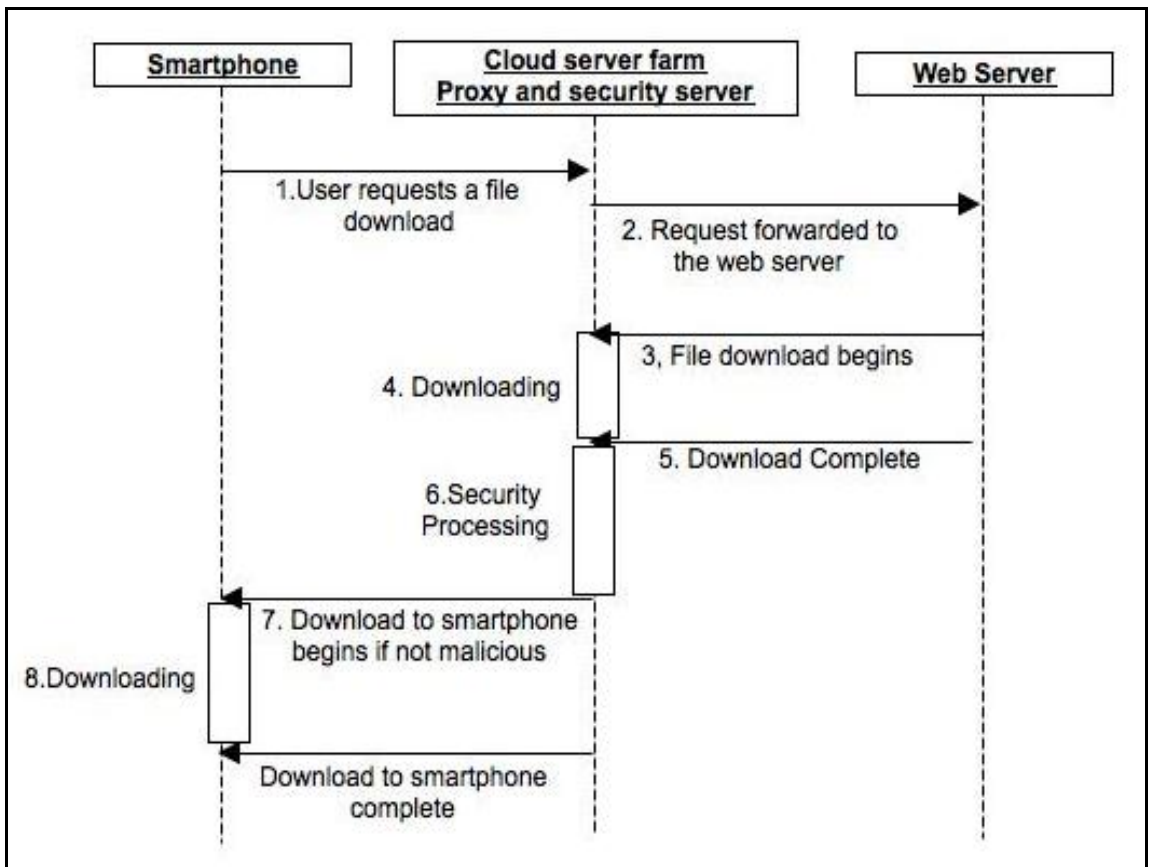 Smartphone
Cloud server farm
Proxy and security server
Web Server
1.User requests a file
download
2. Request forwarded to
the web server
3, File download begins
4. Downloading
5. Download Complete
6.Security
Processing
7. Download to smartphone
begins if not malicious
8.Downloading
Download to smartphone
complete